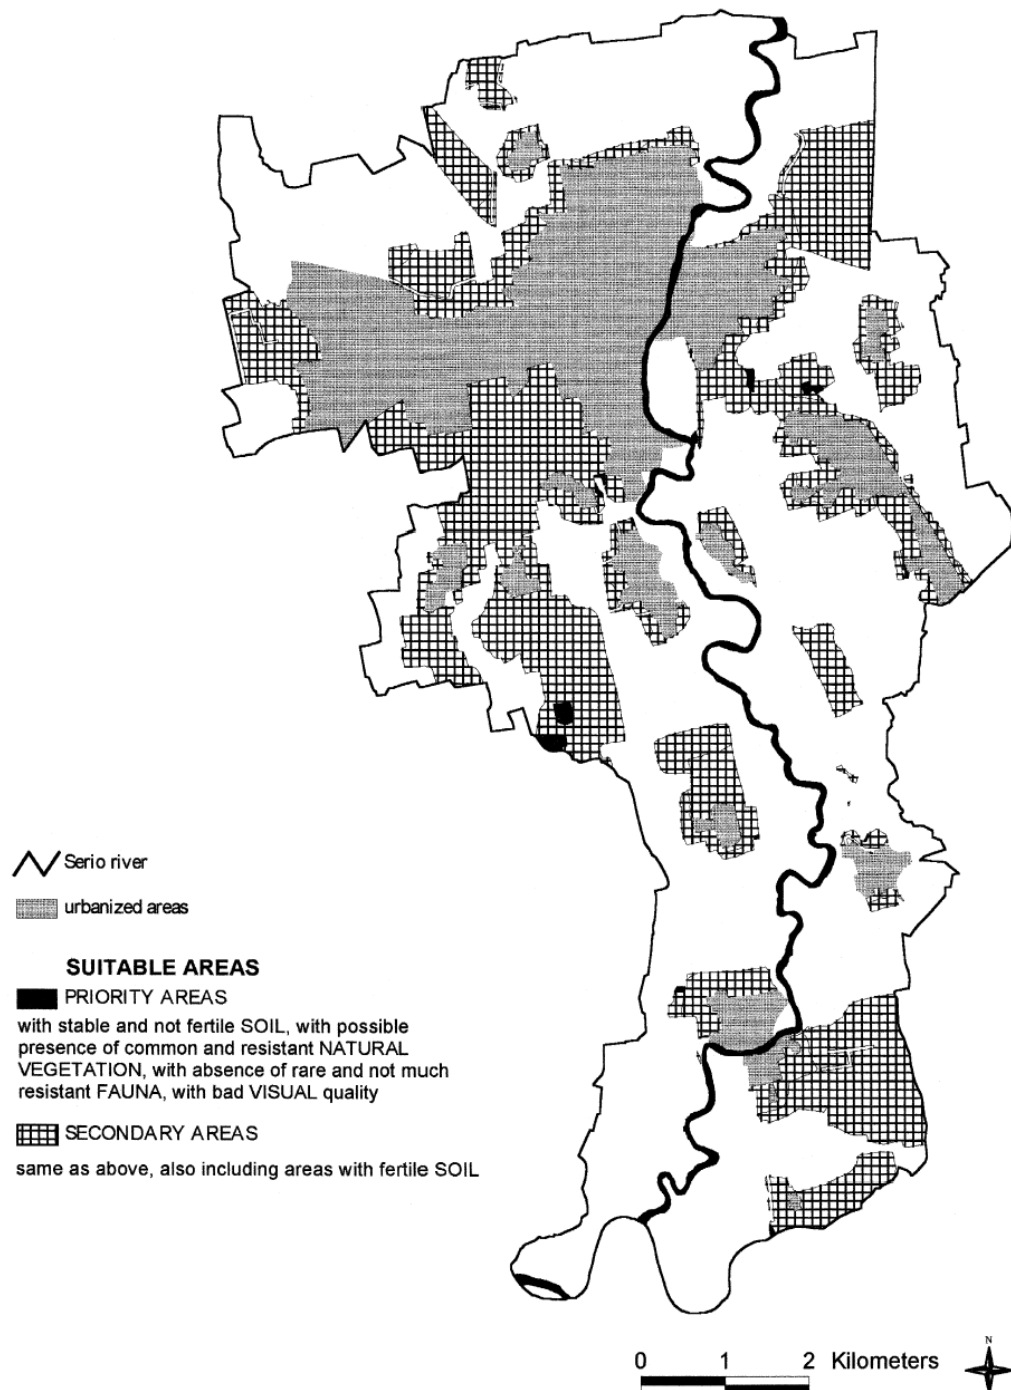 Serio river
urbanized areas
SUITABLE AREAS
PRIORITY AREAS
with stable and not fertile SOIL, with possible
presence of common and resistant NATURAL
VEGETATION, with absence of rare and not much
resistant FAUNA, with bad VISUAL quality
SECONDARY AREAS
same as above, also including areas with fertile SOIL
N
0 1 2 Kilometers